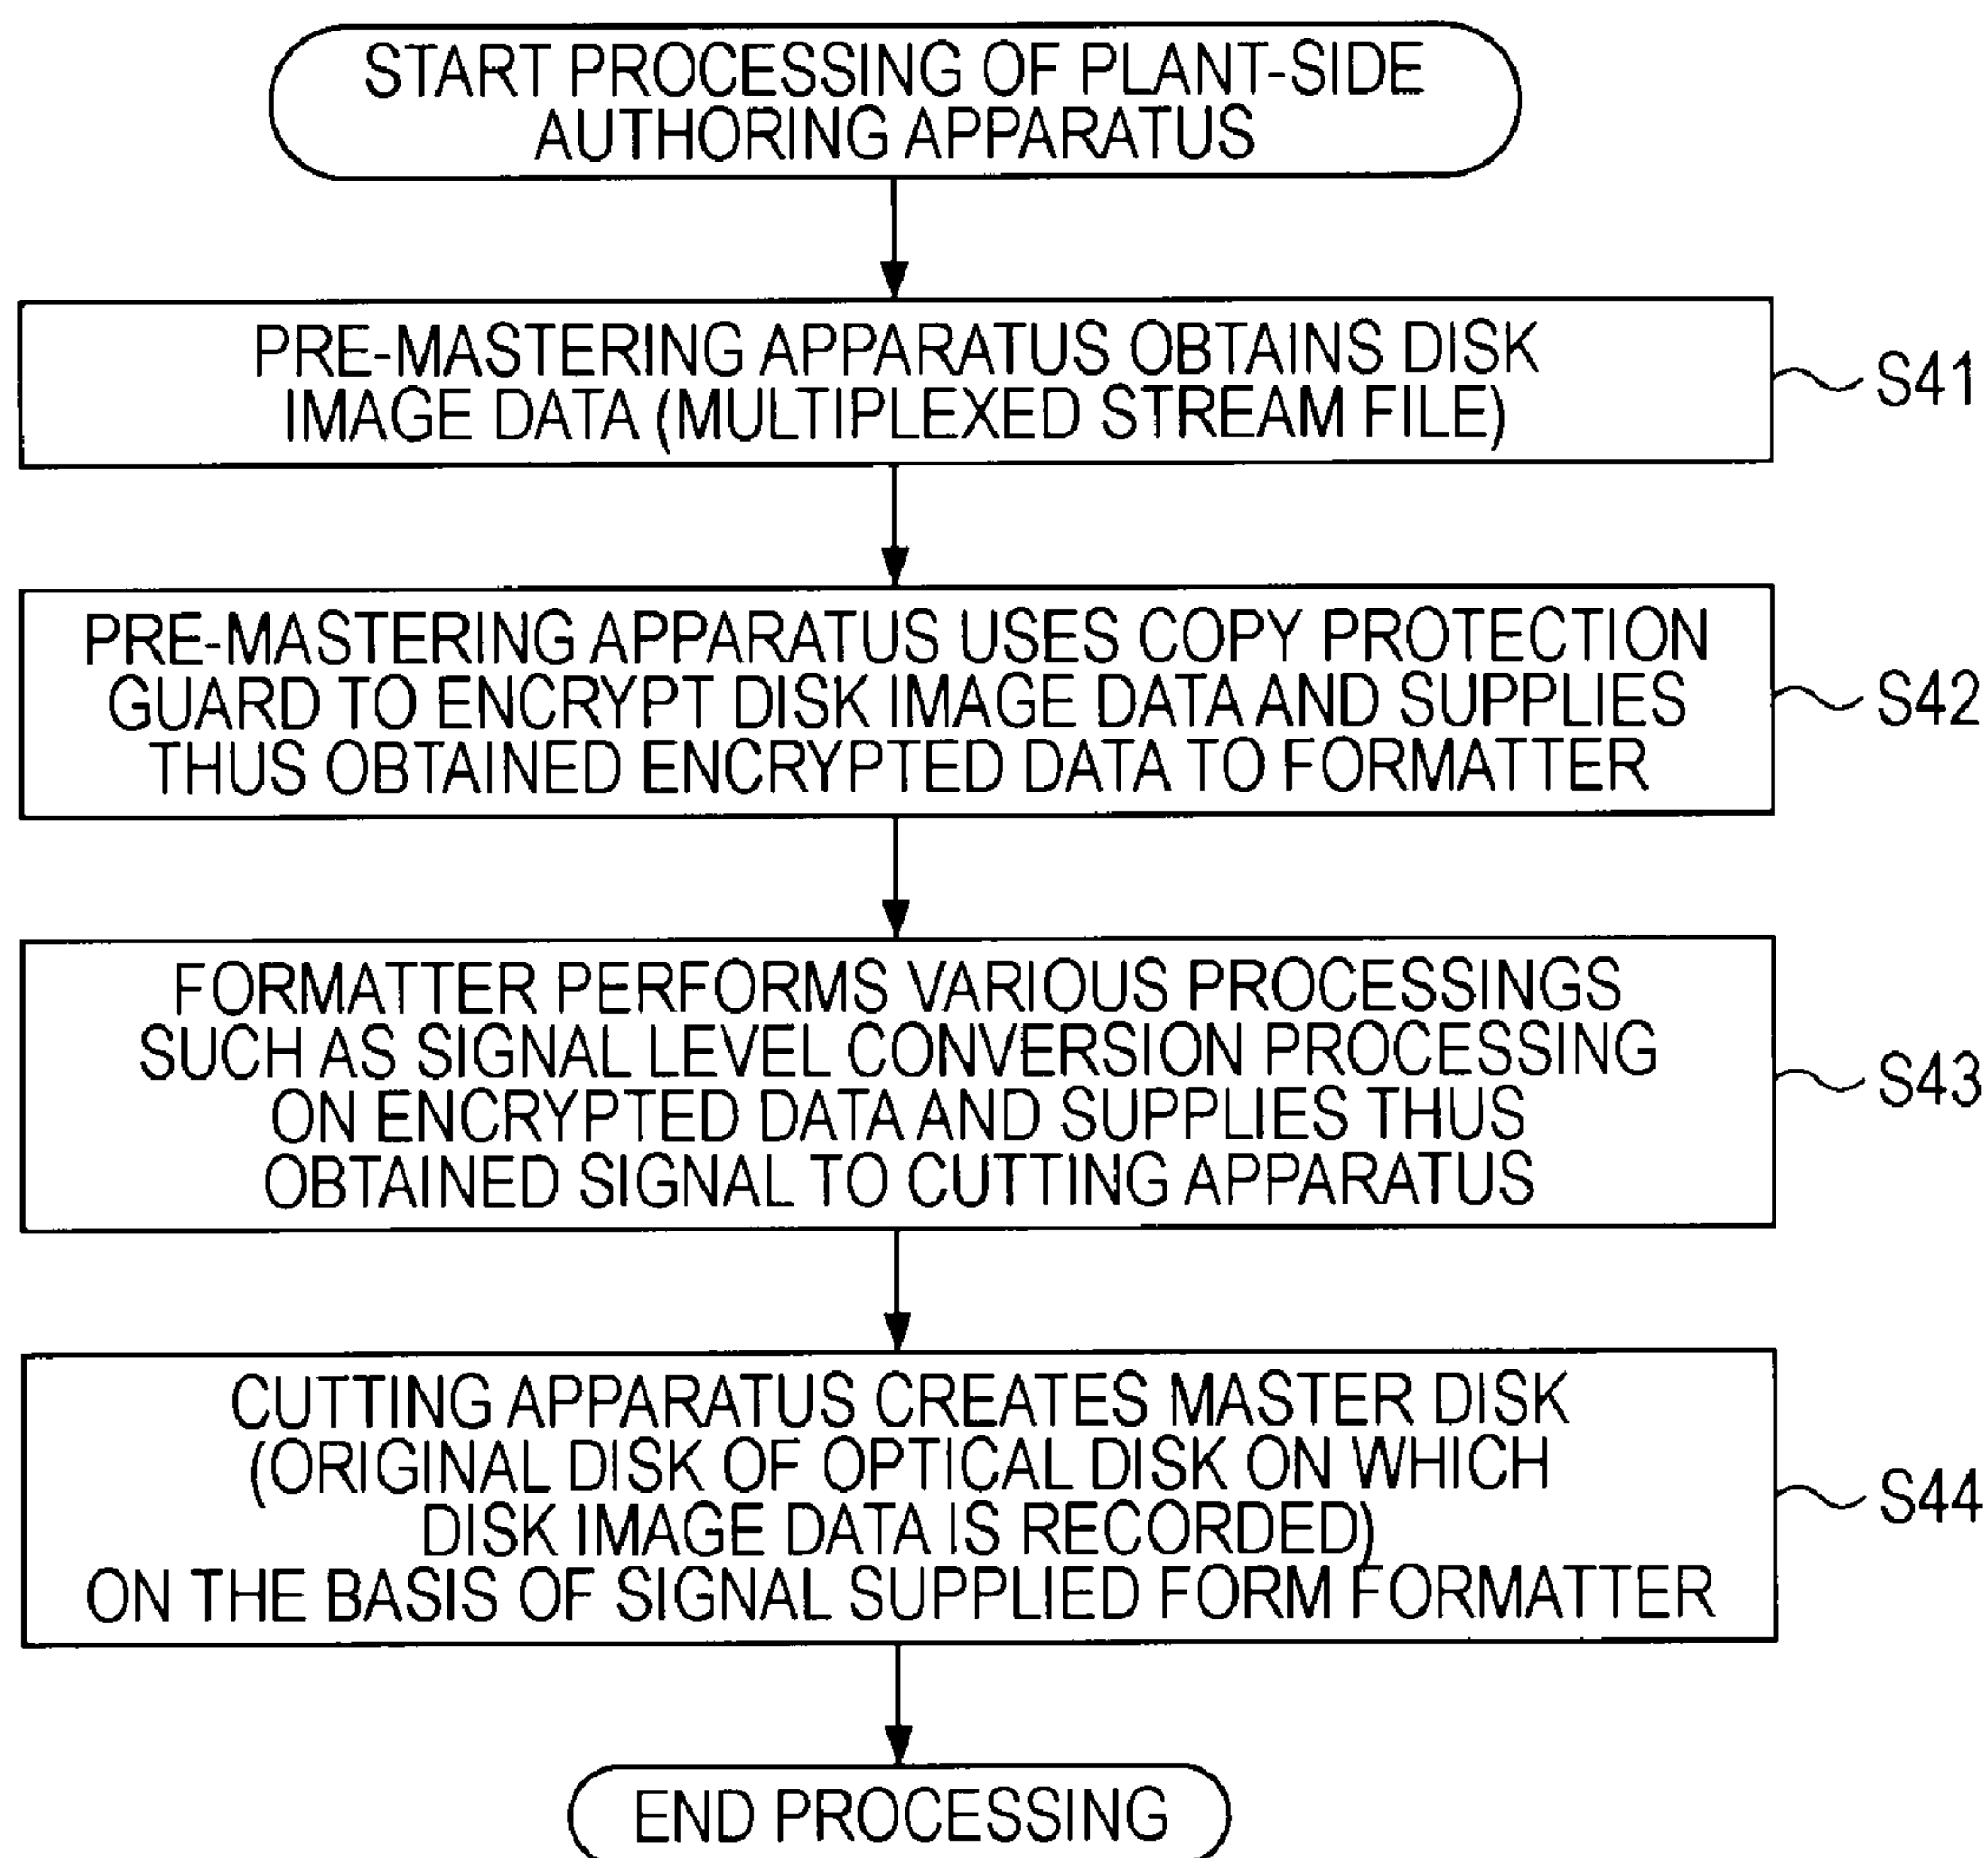 START PROCESSING OF PLANT-SIDE
AUTHORING APPARATUS
PRE-MASTERING APPARATUS OBTAINS DISK
IMAGE DATA (MULTIPLEXED STREAM FILE)
S41
PRE-MASTERING APPARATUS USES COPY PROTECTION
GUARD TO ENCRYPT DISK IMAGE DATA AND SUPPLIES
THUS OBTAINED ENCRYPTED DATA TO FORMATTER
S42
FORMATTER PERFORMS VARIOUS PROCESSINGS
SUCH AS SIGNAL LEVEL CONVERSION PROCESSING
ON ENCRYPTED DATA AND SUPPLIES THUS
OBTAINED SIGNAL TO CUTTING APPARATUS
S43
CUTTING APPARATUS CREATES MASTER DISK
(ORIGINAL DISK OF OPTICAL DISK ON WHICH
DISK IMAGE DATA IS RECORDED)
ON THE BASIS OF SIGNAL SUPPLIED FORM FORMATTER
S44
END PROCESSING